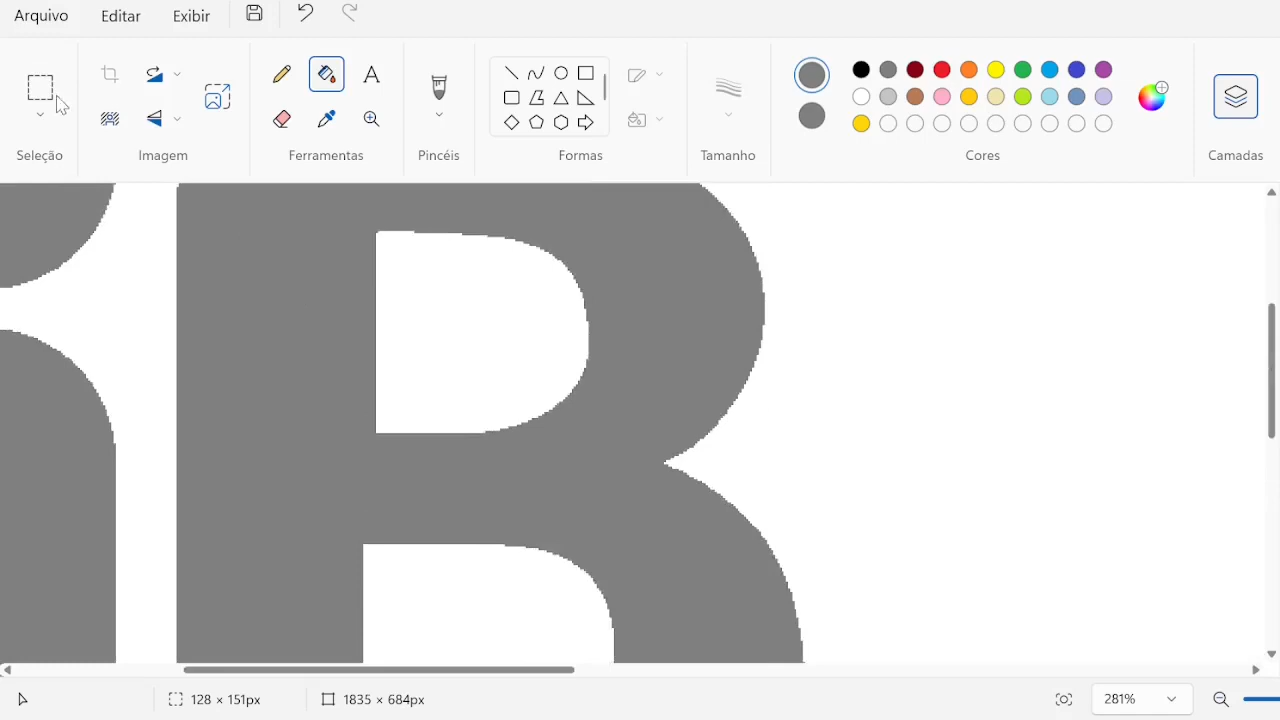 Arquivo Editar Exibir
Seleção Imagem Ferramentas Pincéis Formas Tamanho Cores Camadas
B
128 × 151px 1835 × 684px 281%